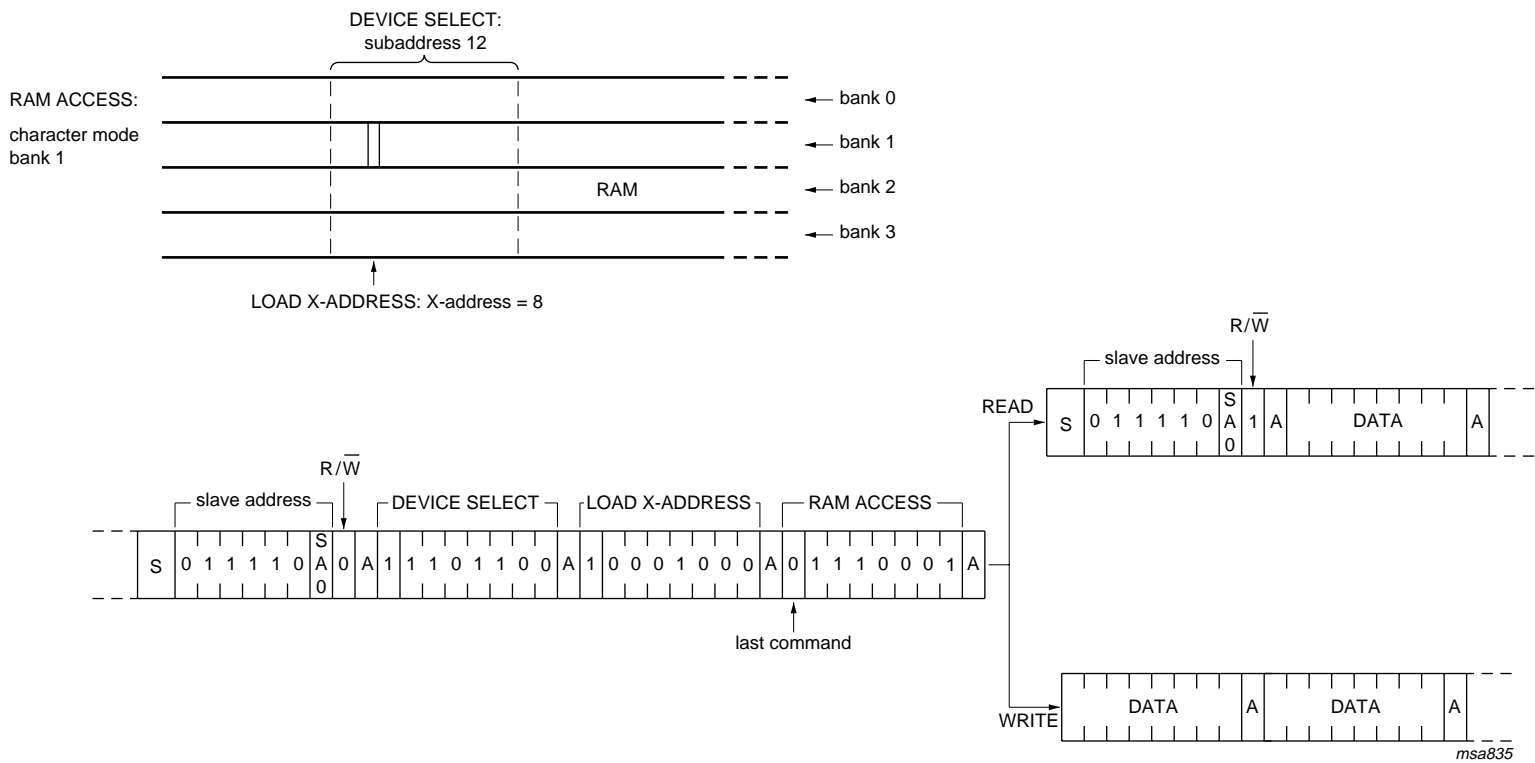 DEVICE SELECT:
subaddress 12
RAM ACCESS:
bank 0
character mode
bank 1
bank 1
RAM
bank 2
bank 3
LOAD X-ADDRESS: X-address = 8
R/W̅
slave address
READ
S 0 1 1 1 1 0 SA0 1 A DATA A
R/W̅
slave address DEVICE SELECT LOAD X-ADDRESS RAM ACCESS
S 0 1 1 1 1 0 SA0 0 A 1 1 1 0 1 1 0 0 A 1 0 0 0 1 0 0 0 A 0 1 1 1 0 0 0 1 A
last command
WRITE
DATA A DATA A
msa835